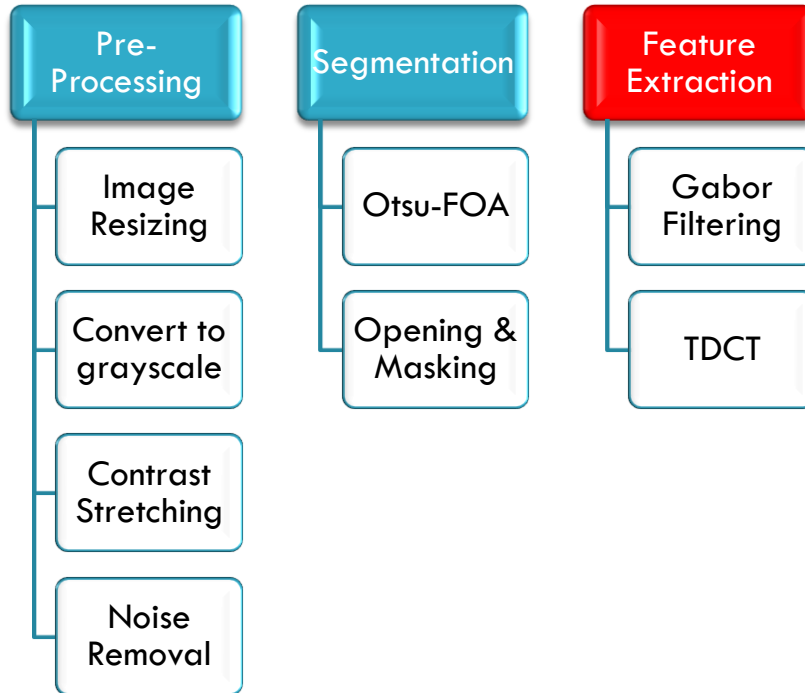 Pre-
Processing
Image
Resizing
Convert to
grayscale
Contrast
Stretching
Noise
Removal
Segmentation
Otsu-FOA
Opening &
Masking
Feature
Extraction
Gabor
Filtering
TDCT